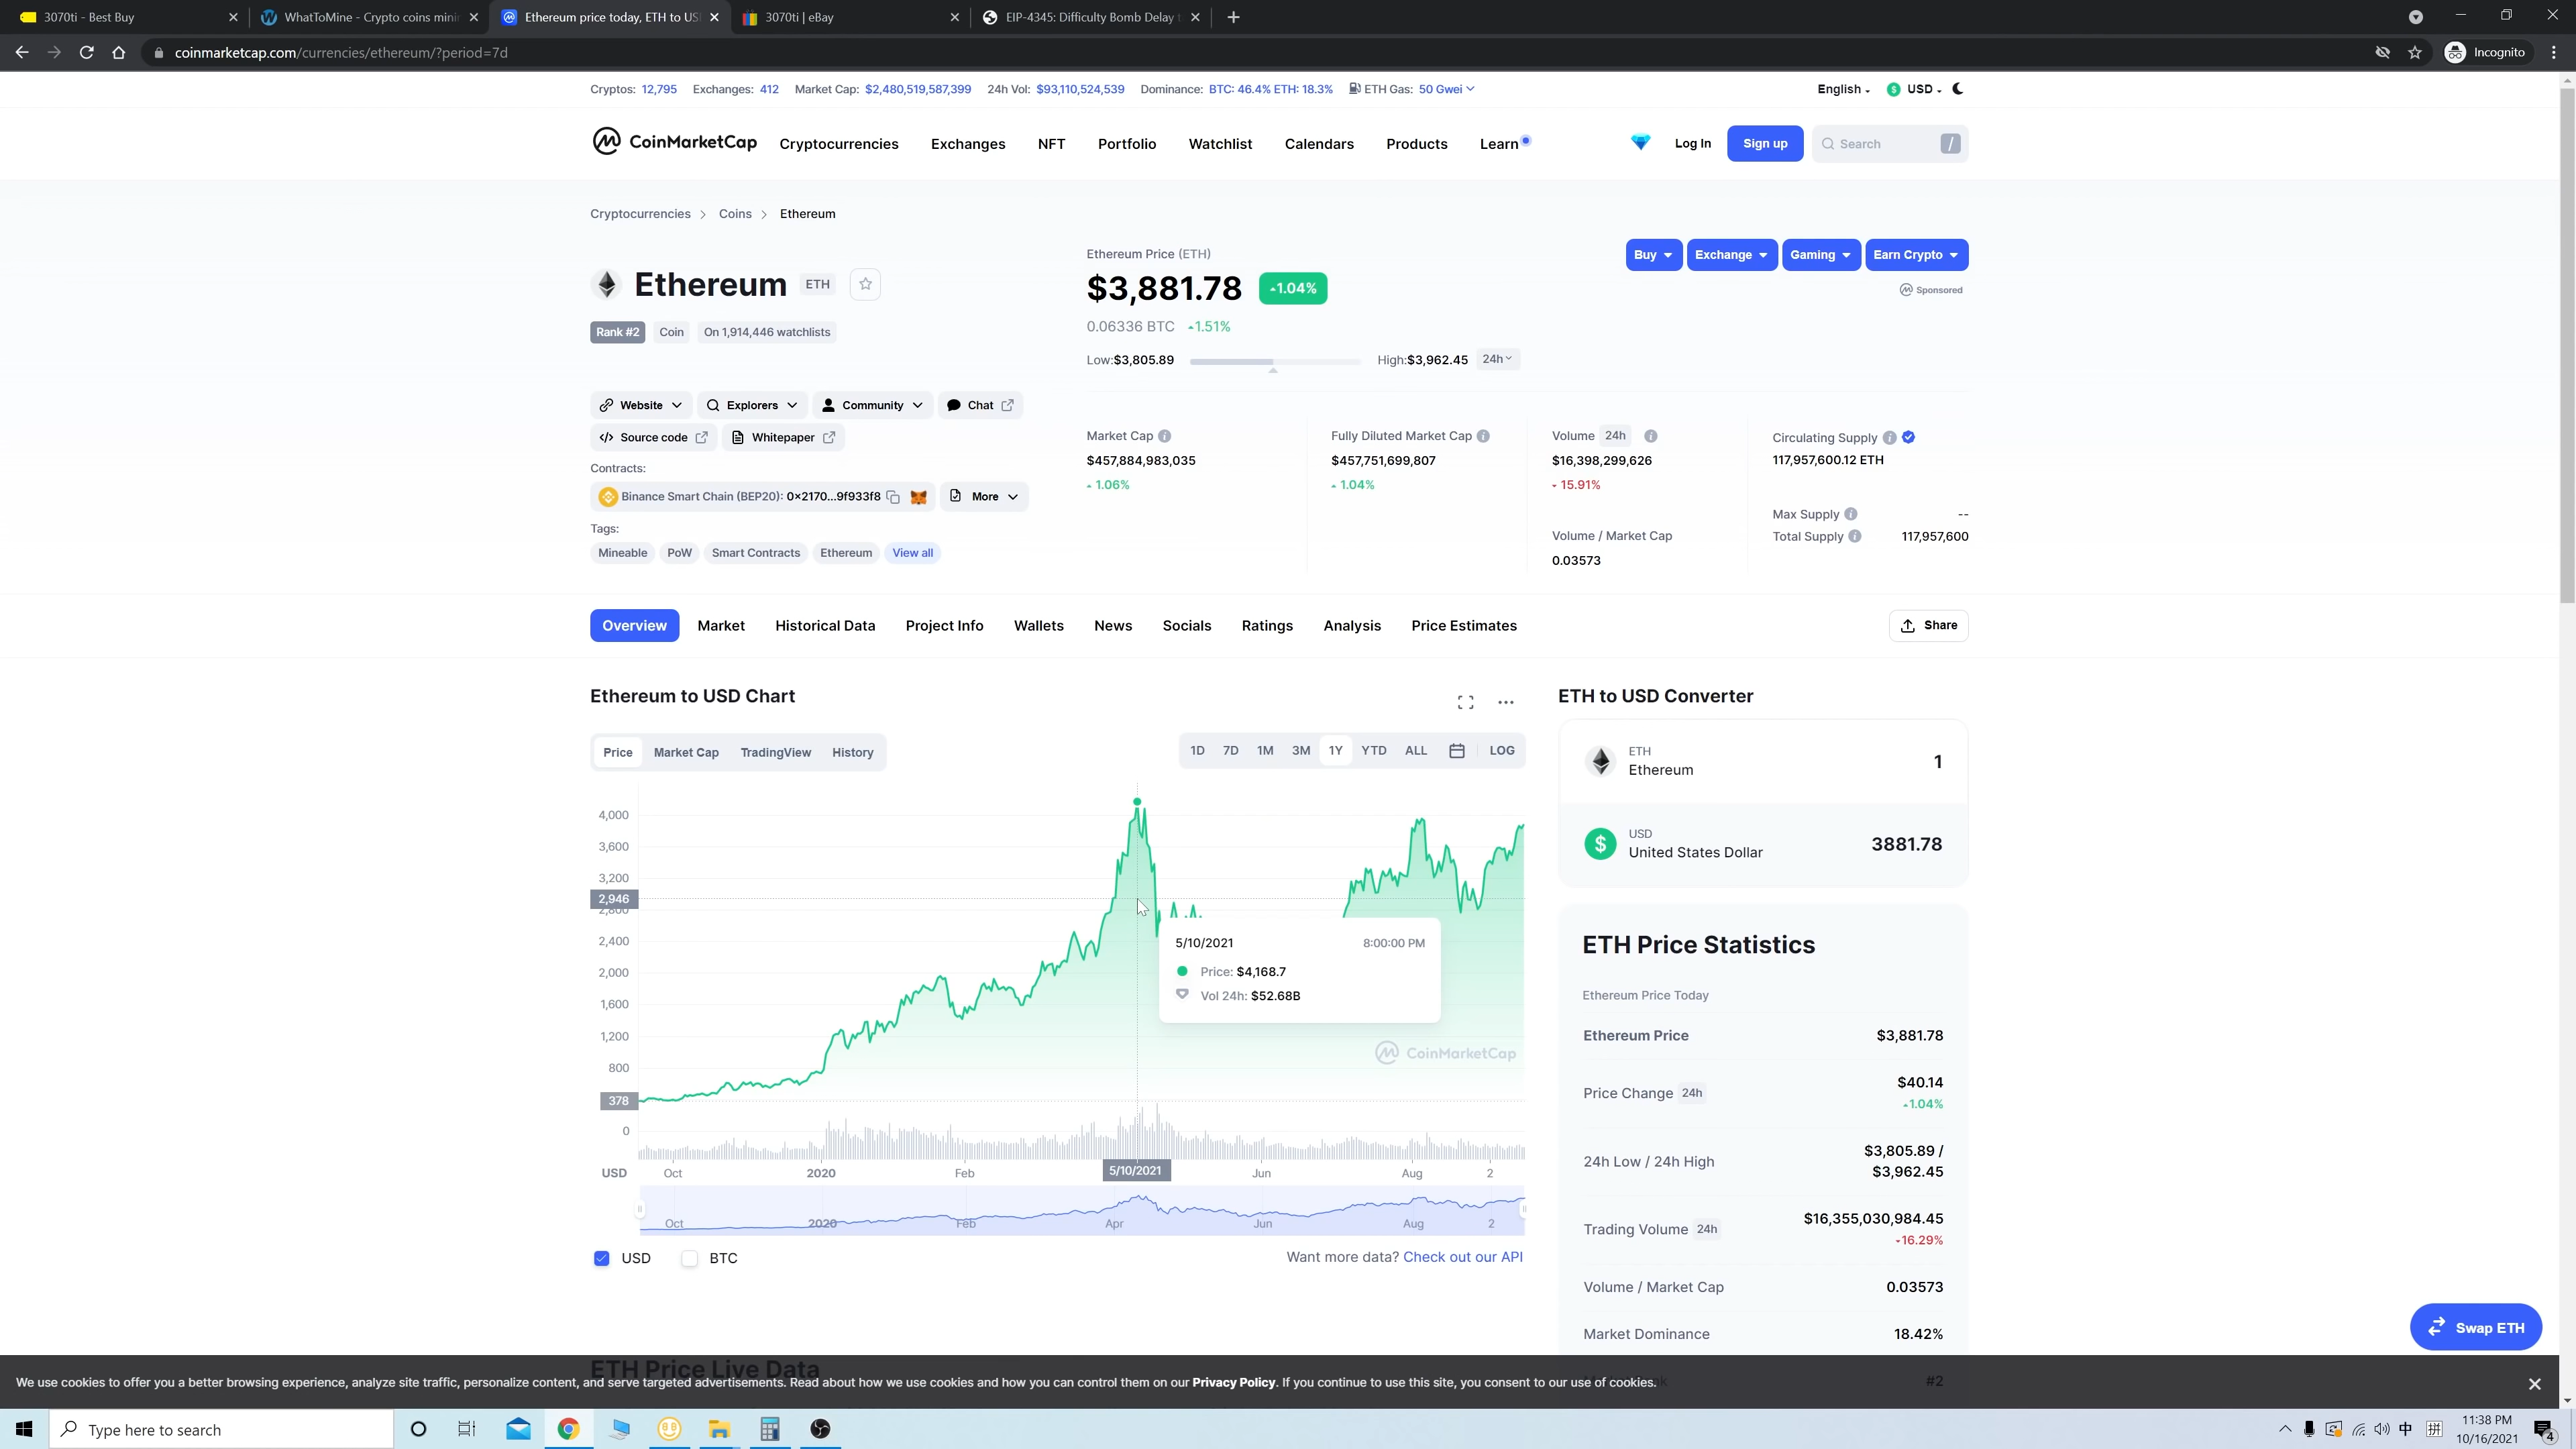 3070ti - Best Buy
WhatToMine - Crypto coins mini
Ethereum price today, ETH to US
3070ti | eBay
EIP-4345: Difficulty Bomb Delay t
coinmarketcap.com/currencies/ethereum/?period=7d
Incognito
Cryptos: 12,795 Exchanges: 412 Market Cap: $2,480,519,587,399 24h Vol: $93,110,524,539 Dominance: BTC: 46.4% ETH: 18.3% ETH Gas: 50 Gwei
English USD
CoinMarketCap Cryptocurrencies Exchanges NFT Portfolio Watchlist Calendars Products Learn Log In Sign up Search /
Cryptocurrencies > Coins > Ethereum
Ethereum ETH
Rank #2 Coin On 1,914,446 watchlists
Ethereum Price (ETH)
$3,881.78 1.04%
0.06336 BTC 1.51%
Low:$3,805.89 High:$3,962.45 24h
Buy Exchange Gaming Earn Crypto
Sponsored
Website Explorers Community Chat
Source code Whitepaper
Contracts:
Binance Smart Chain (BEP20): 0x2170...9f933f8 More
Tags:
Mineable PoW Smart Contracts Ethereum View all
Market Cap
$457,884,983,035
1.06%
Fully Diluted Market Cap
$457,751,699,807
1.04%
Volume 24h
$16,398,299,626
15.91%
Volume / Market Cap
0.03573
Circulating Supply
117,957,600.12 ETH
Max Supply --
Total Supply 117,957,600
Overview Market Historical Data Project Info Wallets News Socials Ratings Analysis Price Estimates Share
Ethereum to USD Chart
Price Market Cap TradingView History
1D 7D 1M 3M 1Y YTD ALL LOG
4,000
3,600
3,200
2,946
2,800
2,400
2,000
1,600
1,200
800
378
0
5/10/2021 8:00:00 PM
Price: $4,168.7
Vol 24h: $52.68B
CoinMarketCap
USD Oct 2020 Feb 5/10/2021 Jun Aug 2
Oct 2020 Feb Apr Jun Aug 2
USD BTC
Want more data? Check out our API
ETH to USD Converter
ETH
Ethereum 1
USD
United States Dollar 3881.78
ETH Price Statistics
Ethereum Price Today
Ethereum Price $3,881.78
Price Change 24h $40.14
1.04%
24h Low / 24h High $3,805.89 /
$3,962.45
Trading Volume 24h $16,355,030,984.45
16.29%
Volume / Market Cap 0.03573
Market Dominance 18.42%
#2
Swap ETH
ETH Price Live Data
We use cookies to offer you a better browsing experience, analyze site traffic, personalize content, and serve targeted advertisements. Read about how we use cookies and how you can control them on our Privacy Policy. If you continue to use this site, you consent to our use of cookies.
Type here to search
中 拼
11:38 PM
10/16/2021
4